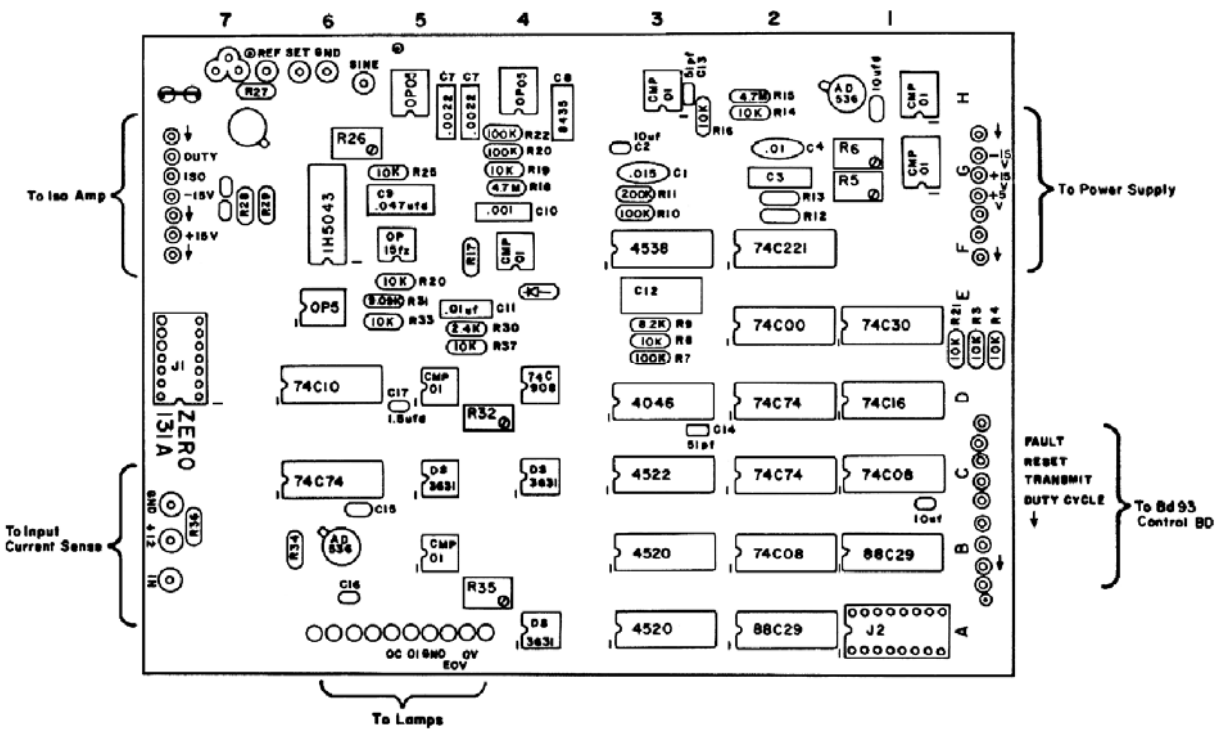 7 6 5 4 3 2 1
REF SET GND
SINE
R27
OP05
C7 C7
.0022 .0022
OP05
C8
8435
CMP 01
51pf
C13
10K
R16
4.7M R15
10K R14
AD 536
10ufd
CMP 01
H
To Iso Amp
DUTY
ISO
-15V
+15V
R28
R29
R26
100K R22
100K R20
10K R19
4.7M R18
10K R25
C9
.047ufd
.001 C10
1H5043
OP 15fz
R17
CMP 01
10uf
C2
.015 C1
200K R11
100K R10
.01 C4
C3
R13
R12
R6
R5
CMP 01
G
-15 V
+15 V
+5 V
To Power Supply
4538
74C221
F
10K R20
OP5
9.09K R31
10K R33
.01uf C11
2.4K R30
10K R37
C12
8.2K R9
10K R8
100K R7
74C00
74C30
E
10K R21
10K R3
10K R4
J1
ZERO
131A
74C10
C17
1.5ufd
CMP 01
R32
74C 908
4046
C14
51pf
74C74
74C16
D
74C74
C15
DS 3631
DS 3631
4522
74C74
74C08
10uf
C
FAULT
RESET
TRANSMIT
DUTY CYCLE
To Bd 93
Control BD
To Input
Current Sense
GND
412
IN
R36
R34
AD 536
C16
CMP 01
R35
4520
74C08
88C29
B
DS 3631
4520
88C29
J2
A
OC OI GND OV
EOV
To Lamps